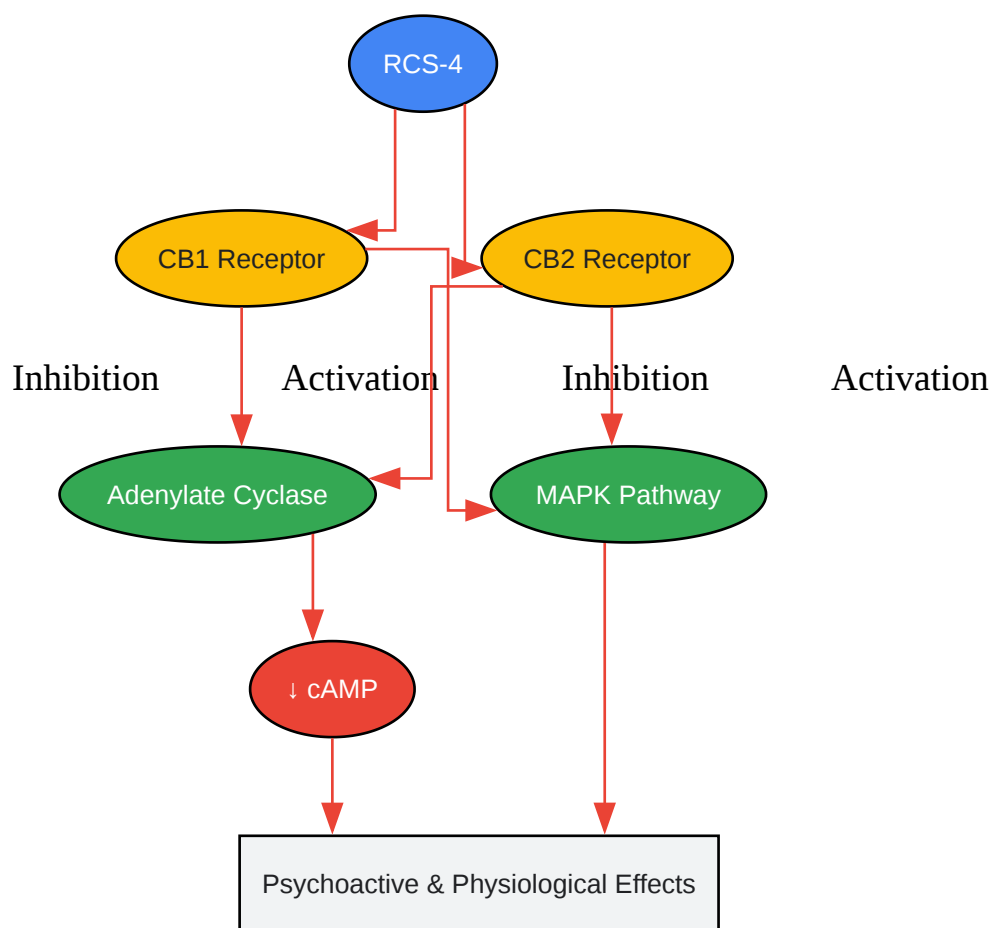 RCS-4
CB1 Receptor
CB2 Receptor
Inhibition
Activation
Inhibition
Activation
Adenylate Cyclase
MAPK Pathway
↓ cAMP
Psychoactive & Physiological Effects